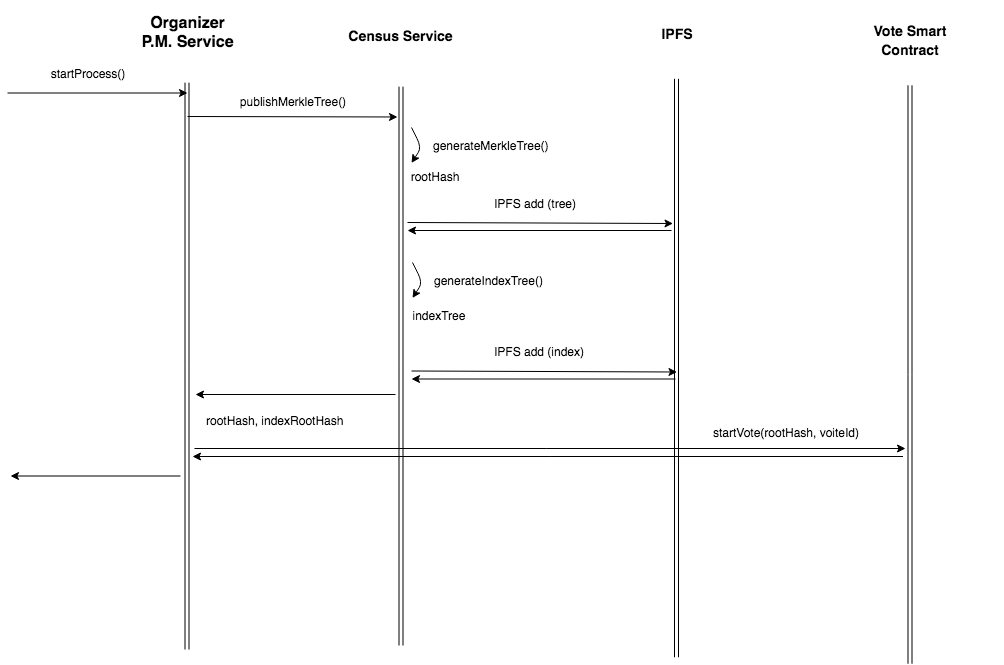 Organizer
P.M. Service
Census Service
IPFS
Vote Smart
Contract
startProcess()
publishMerkleTree()
generateMerkleTree()
rootHash
IPFS add (tree)
generateIndexTree()
indexTree
IPFS add (index)
rootHash, indexRootHash
startVote(rootHash, voiteId)